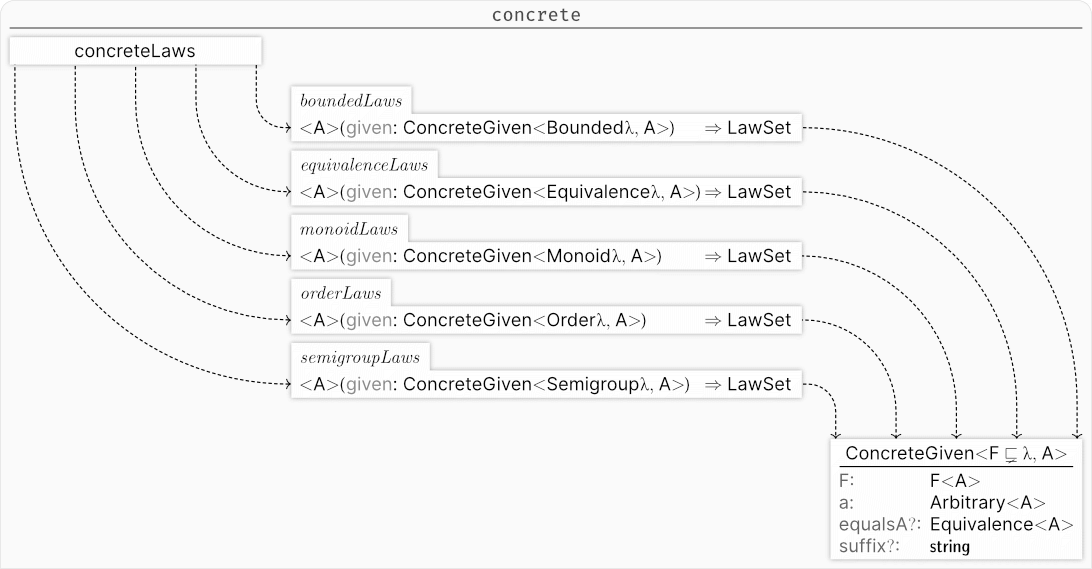 concrete
concreteLaws
boundedLaws
<A>(given: ConcreteGiven<Boundedλ, A>) ⇒ LawSet
equivalenceLaws
<A>(given: ConcreteGiven<Equivalenceλ, A>) ⇒ LawSet
monoidLaws
<A>(given: ConcreteGiven<Monoidλ, A>) ⇒ LawSet
orderLaws
<A>(given: ConcreteGiven<Orderλ, A>) ⇒ LawSet
semigroupLaws
<A>(given: ConcreteGiven<Semigroupλ, A>) ⇒ LawSet
ConcreteGiven<F ⊊ λ, A>
F: F<A>
a: Arbitrary<A>
equalsA?: Equivalence<A>
suffix?: string